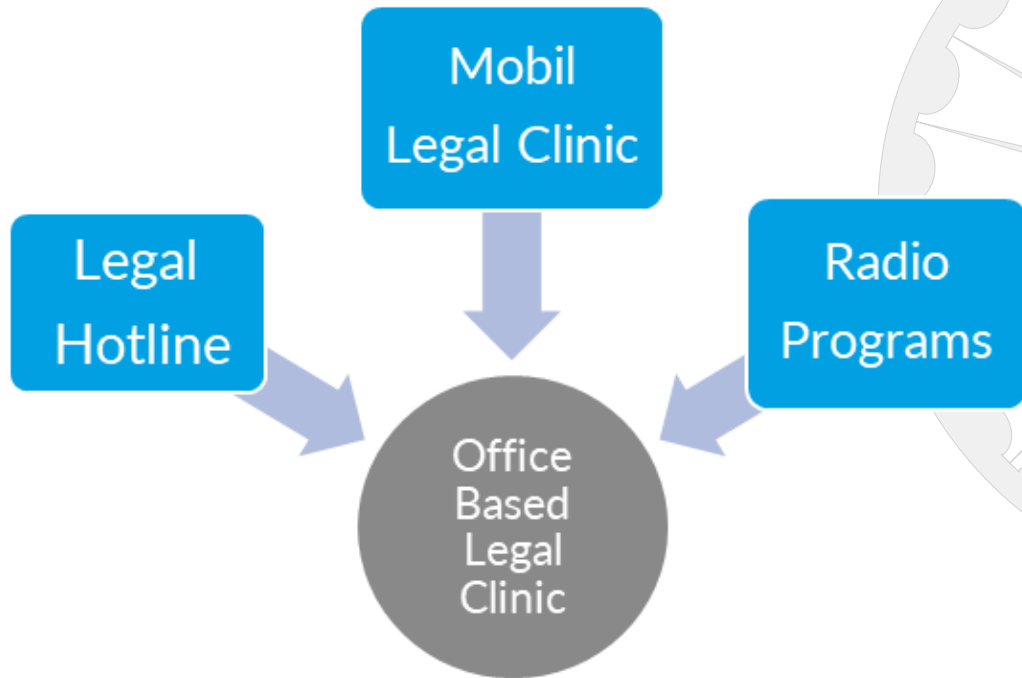 Mobil
Legal Clinic
Legal
Hotline
Radio
Programs
Office
Based
Legal
Clinic